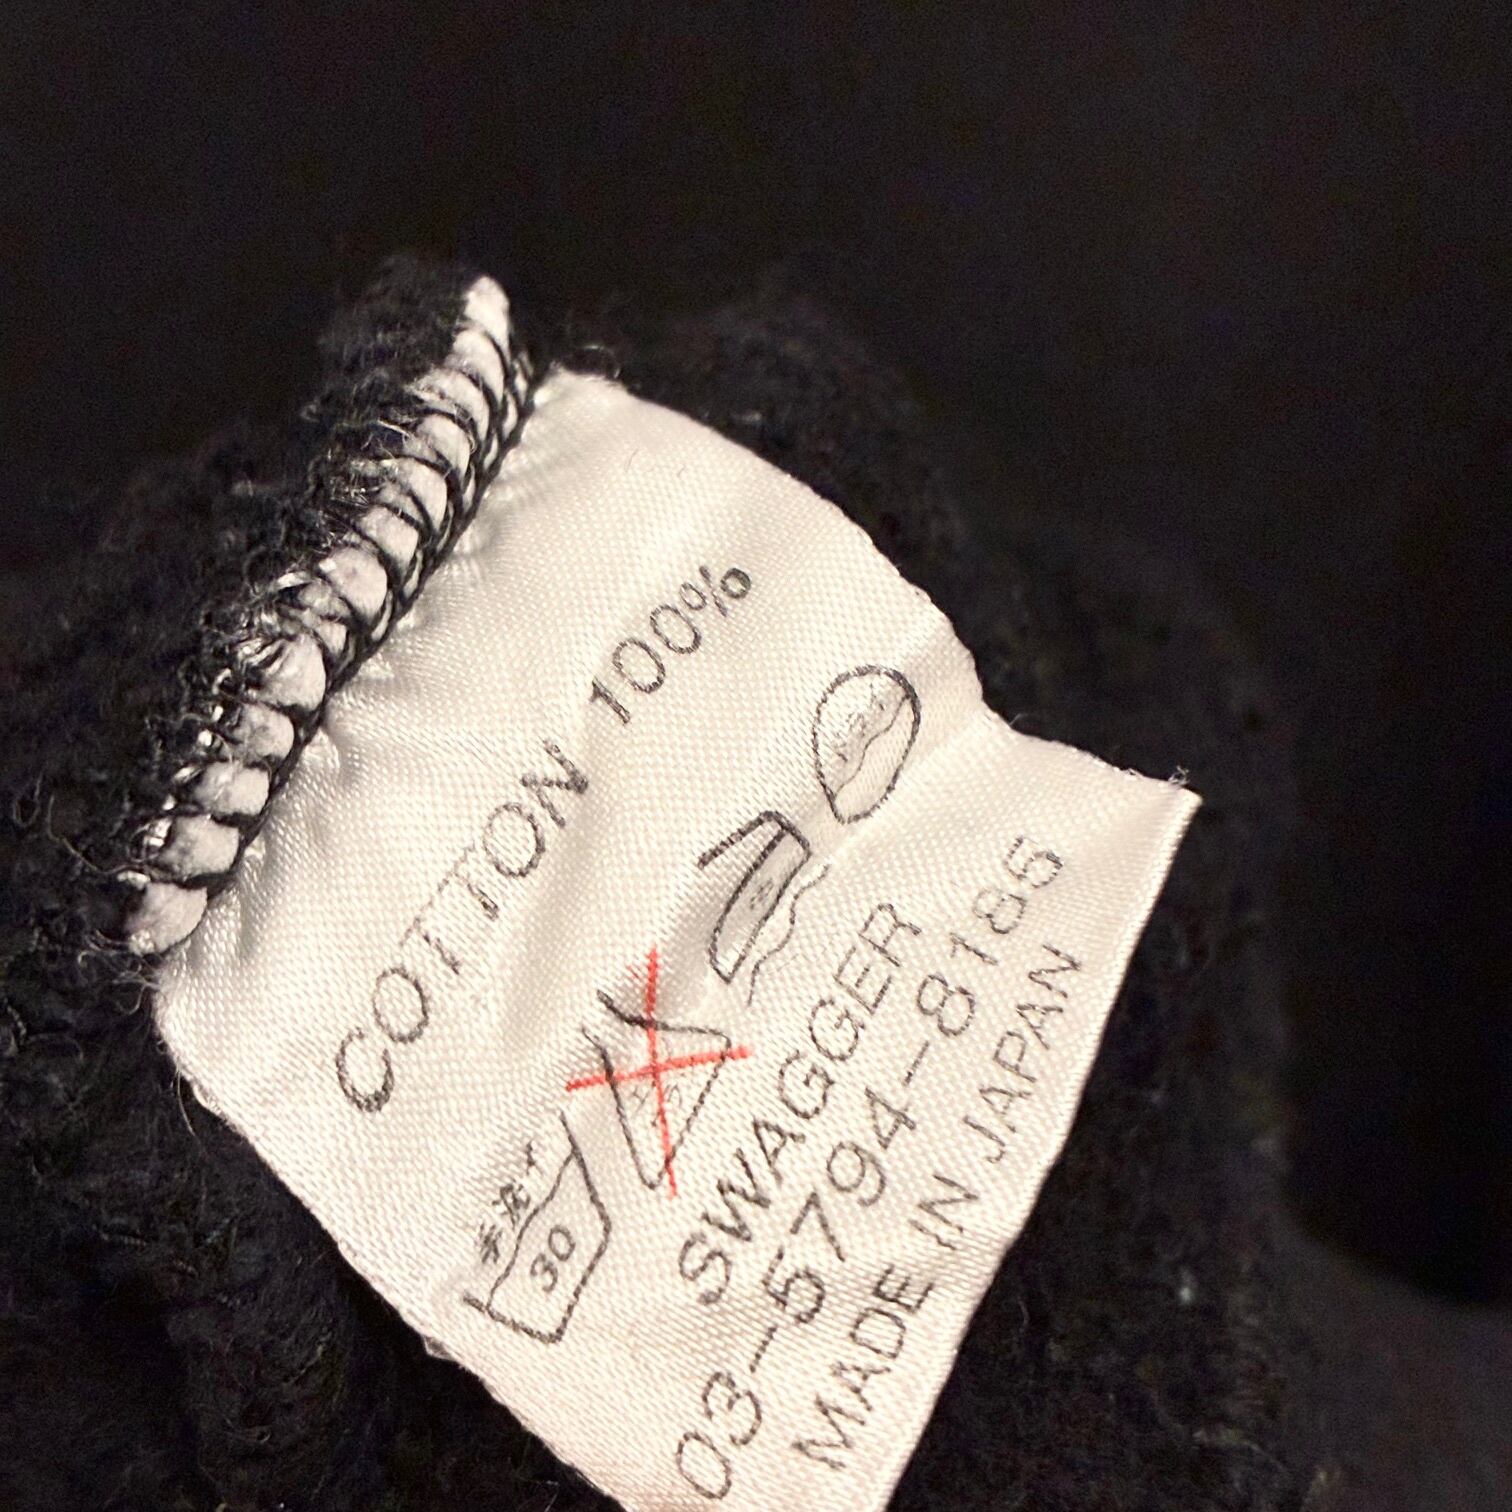 COTTON 100%
手洗イ
30
SWAGGER
03-5794-8185
MADE IN JAPAN